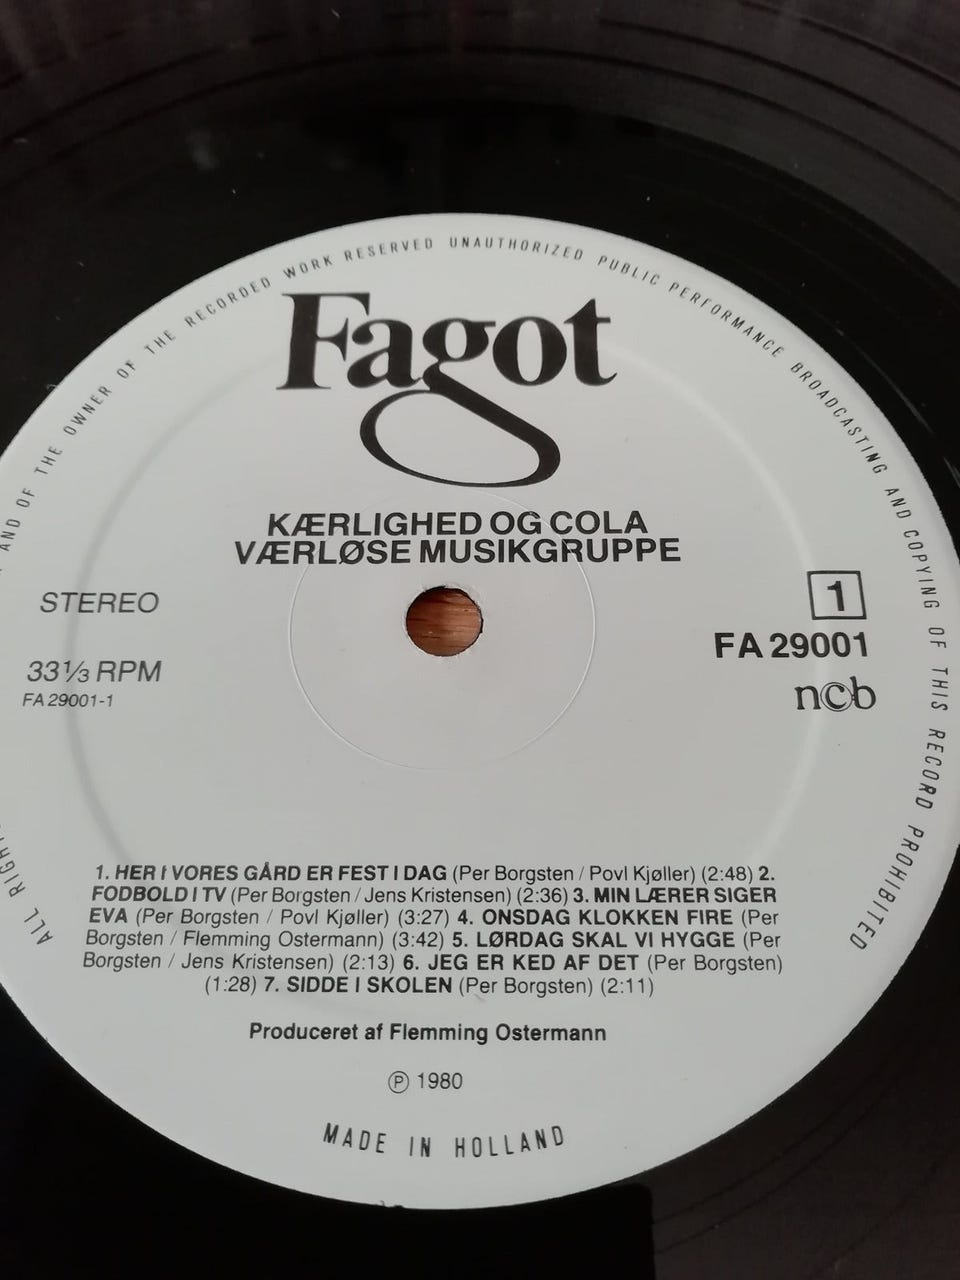 AND OF THE OWNER OF THE RECORDED WORK RESERVED UNAUTHORIZED PUBLIC PERFORMANCE BROADCASTING AND COPYING OF THIS RECORD PROHIBITED
Fagot
KÆRLIGHED OG COLA
VÆRLØSE MUSIKGRUPPE
STEREO
1
33⅓ RPM
FA 29001
FA 29001-1
ncb
1. HER I VORES GÅRD ER FEST I DAG (Per Borgsten / Povl Kjøller) (2:48) 2.
FODBOLD I TV (Per Borgsten / Jens Kristensen) (2:36) 3. MIN LÆRER SIGER
EVA (Per Borgsten / Povl Kjøller) (3:27) 4. ONSDAG KLOKKEN FIRE (Per
Borgsten / Flemming Ostermann) (3:42) 5. LØRDAG SKAL VI HYGGE (Per
Borgsten / Jens Kristensen) (2:13) 6. JEG ER KED AF DET (Per Borgsten)
(1:28) 7. SIDDE I SKOLEN (Per Borgsten) (2:11)
Produceret af Flemming Ostermann
℗ 1980
MADE IN HOLLAND
ALL